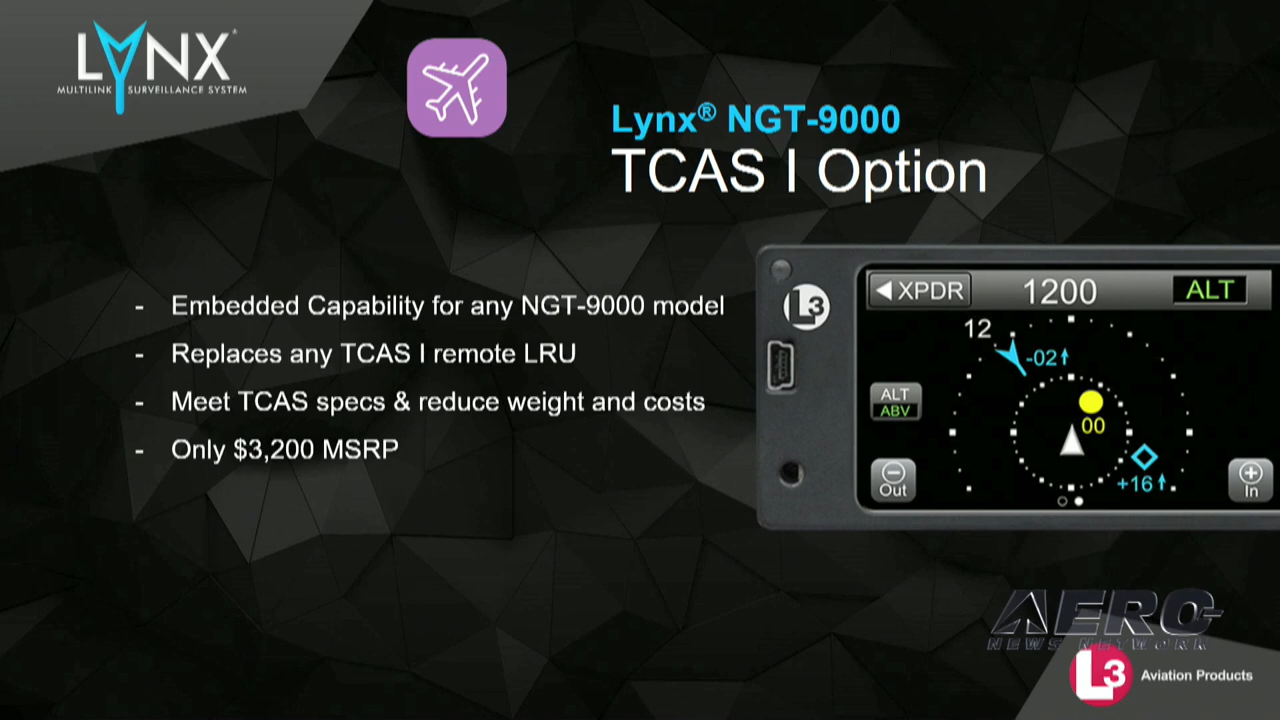 LYNX®
MULTILINK SURVEILLANCE SYSTEM
Lynx® NGT-9000
TCAS I Option
- Embedded Capability for any NGT-9000 model
- Replaces any TCAS I remote LRU
- Meet TCAS specs & reduce weight and costs
- Only $3,200 MSRP
L3
XPDR 1200 ALT
12
-02
ALT
ABV
00
+16
Out
In
AERO
NEWS NETWORK
L3 Aviation Products